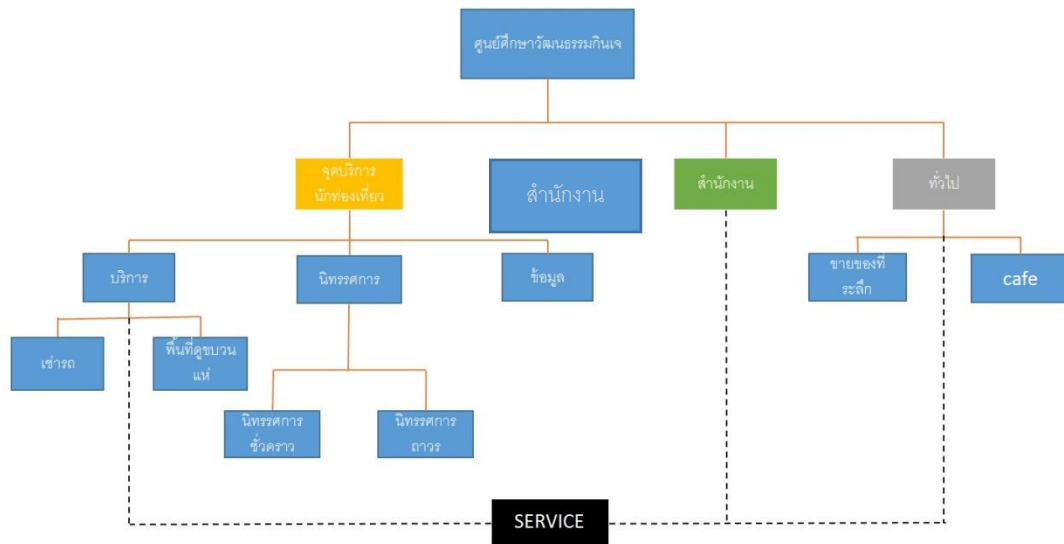 ศูนย์ศึกษาวัฒนธรรมกินเจ
จุดบริการ
นักท่องเที่ยว
สำนักงาน
สำนักงาน
ทั่วไป
บริการ
นิทรรศการ
ข้อมูล
ขายของที่
ระลึก
cafe
เช่ารถ
พื้นที่ดูขบวน
แห่
นิทรรศการ
ชั่วคราว
นิทรรศการ
ถาวร
SERVICE